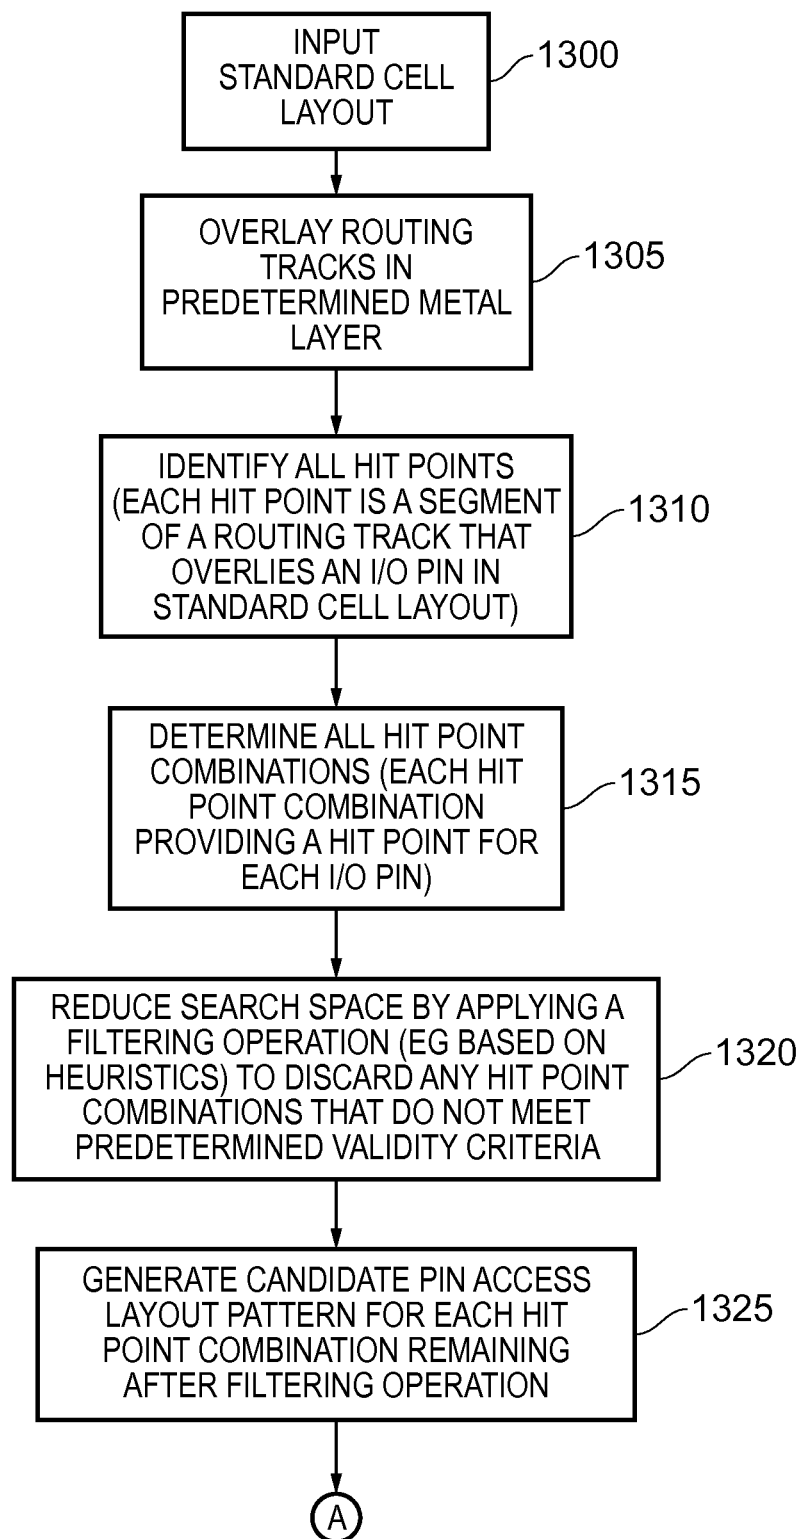 INPUT
STANDARD CELL
LAYOUT
1300
OVERLAY ROUTING
TRACKS IN
PREDETERMINED METAL
LAYER
1305
IDENTIFY ALL HIT POINTS
(EACH HIT POINT IS A SEGMENT
OF A ROUTING TRACK THAT
OVERLIES AN I/O PIN IN
STANDARD CELL LAYOUT)
1310
DETERMINE ALL HIT POINT
COMBINATIONS (EACH HIT
POINT COMBINATION
PROVIDING A HIT POINT FOR
EACH I/O PIN)
1315
REDUCE SEARCH SPACE BY APPLYING A
FILTERING OPERATION (EG BASED ON
HEURISTICS) TO DISCARD ANY HIT POINT
COMBINATIONS THAT DO NOT MEET
PREDETERMINED VALIDITY CRITERIA
1320
GENERATE CANDIDATE PIN ACCESS
LAYOUT PATTERN FOR EACH HIT
POINT COMBINATION REMAINING
AFTER FILTERING OPERATION
1325
A